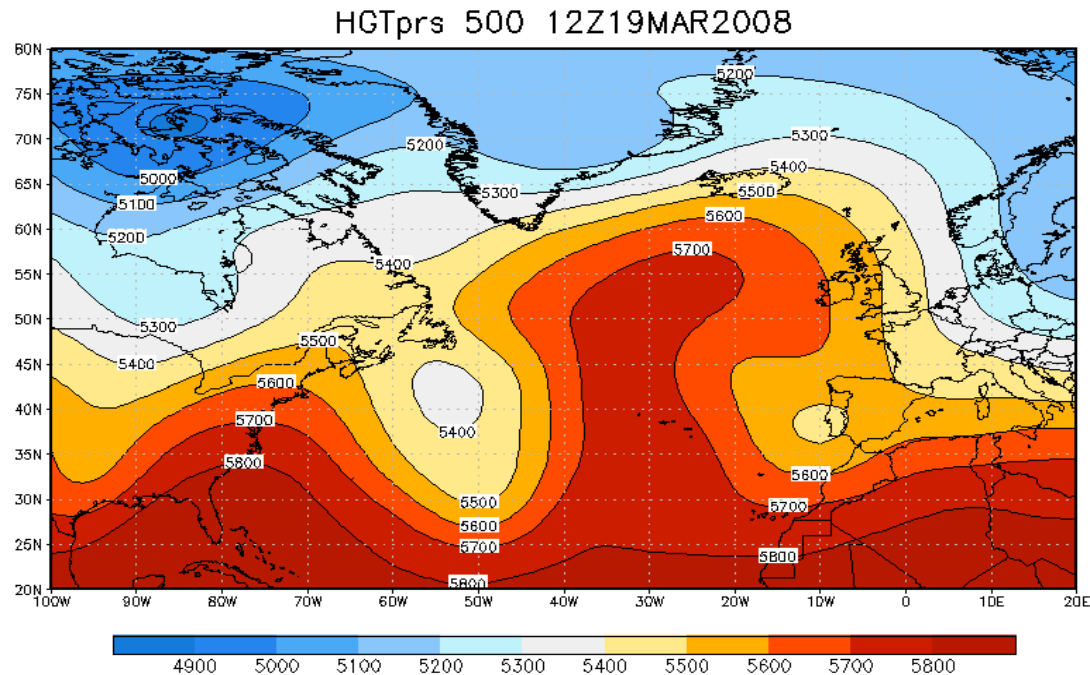 HGTprs 500 12Z19MAR2008
80N
75N
70N
65N
60N
55N
50N
45N
40N
35N
30N
25N
20N
5200
5300
5200
5400
5300
5500
5000
5100
5600
5200
5700
5400
5300
5500
5400
5600
5700
5400
5800
5600
5500
5700
5600
5700
5800
5800
100W 90W 80W 70W 60W 50W 40W 30W 20W 10W 0 10E 20E
4900 5000 5100 5200 5300 5400 5500 5600 5700 5800